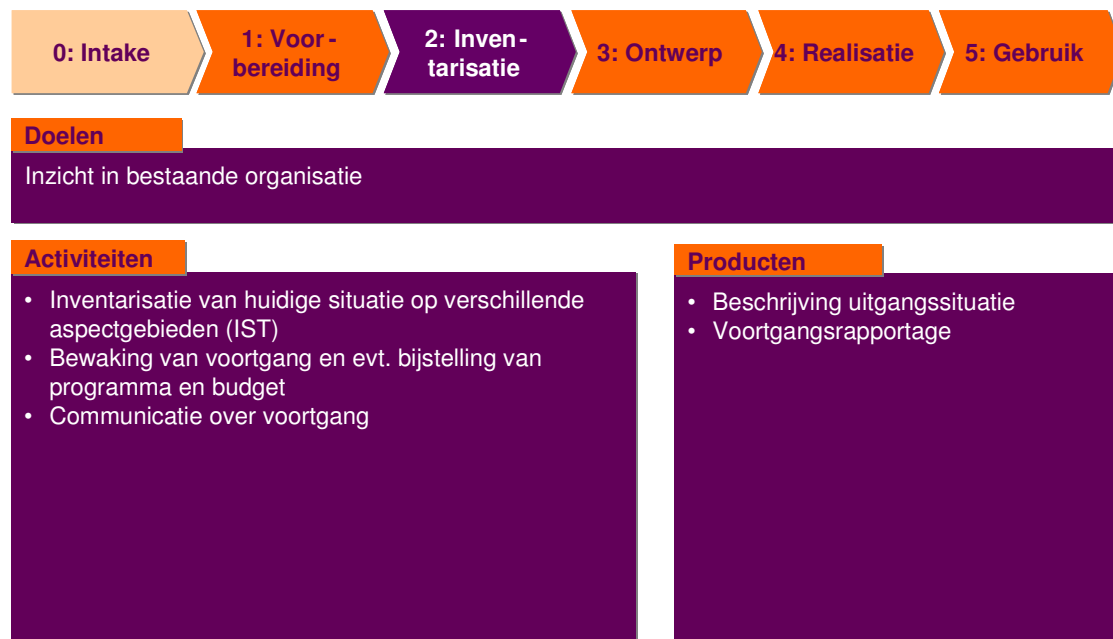 0: Intake
1: Voor-
bereiding
2: Inven-
tarisatie
3: Ontwerp
4: Realisatie
5: Gebruik
Doelen
Inzicht in bestaande organisatie
Activiteiten
• Inventarisatie van huidige situatie op verschillende
aspectgebieden (IST)
• Bewaking van voortgang en evt. bijstelling van
programma en budget
• Communicatie over voortgang
Producten
• Beschrijving uitgangssituatie
• Voortgangsrapportage